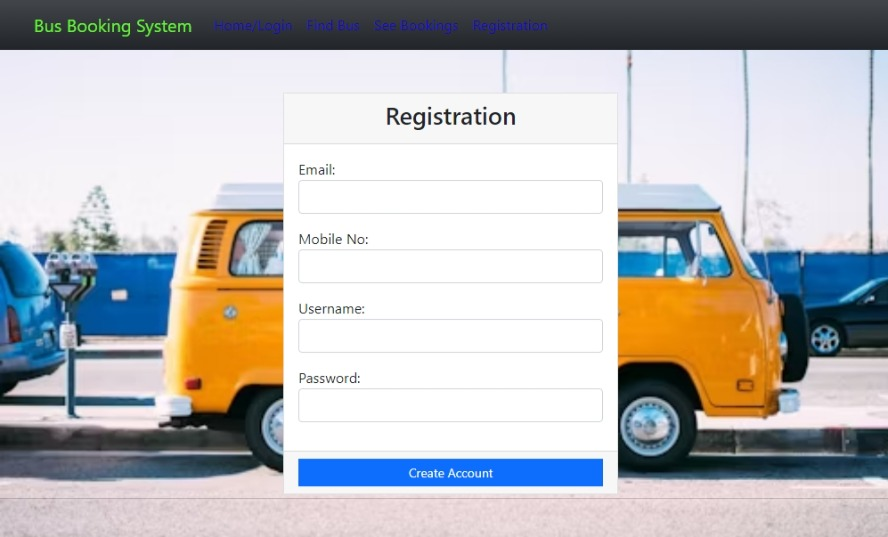 Bus Booking System Home/Login Find Bus See Bookings Registration
Registration
Email:
Mobile No:
Username:
Password:
Create Account